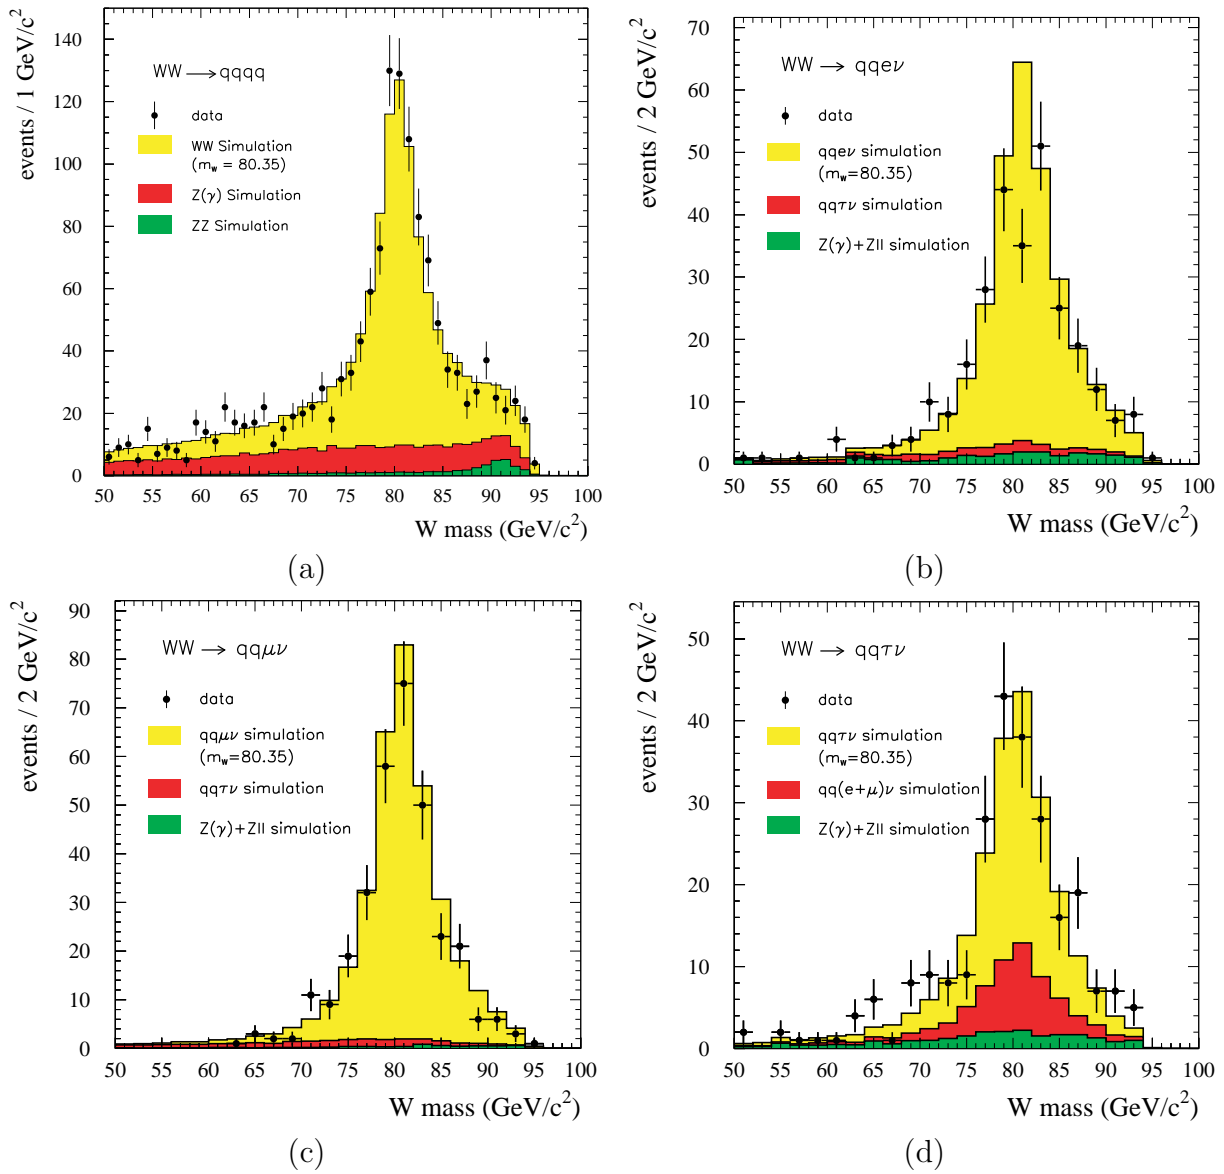 events / 1 GeV/c²
140
120
100
80
60
40
20
0
WW → qqqq
data
WW Simulation
(m_w = 80.35)
Z(γ) Simulation
ZZ Simulation
50 55 60 65 70 75 80 85 90 95 100
W mass (GeV/c²)
(a)
events / 2 GeV/c²
70
60
50
40
30
20
10
0
WW → qqeν
data
qqeν simulation
(m_w=80.35)
qqτν simulation
Z(γ)+Zll simulation
50 55 60 65 70 75 80 85 90 95 100
W mass (GeV/c²)
(b)
events / 2 GeV/c²
90
80
70
60
50
40
30
20
10
0
WW → qqμν
data
qqμν simulation
(m_w=80.35)
qqτν simulation
Z(γ)+Zll simulation
50 55 60 65 70 75 80 85 90 95 100
W mass (GeV/c²)
(c)
events / 2 GeV/c²
50
40
30
20
10
0
WW → qqτν
data
qqτν simulation
(m_w=80.35)
qq(e+μ)ν simulation
Z(γ)+Zll simulation
50 55 60 65 70 75 80 85 90 95 100
W mass (GeV/c²)
(d)